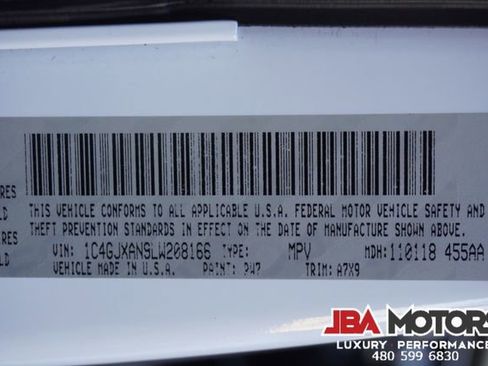 THIS VEHICLE CONFORMS TO ALL APPLICABLE U.S.A. FEDERAL MOTOR VEHICLE SAFETY AND
THEFT PREVENTION STANDARDS IN EFFECT ON THE DATE OF MANUFACTURE SHOWN ABOVE.
VIN: 1C4GJXAN9LW208166 TYPE: MPV MDH: 110118 455AA
VEHICLE MADE IN U.S.A. PAINT: PW7 TRIM: A7X9
RES
LD
RES
LD
JBA MOTORS
LUXURY PERFORMANCE
480 599 6830